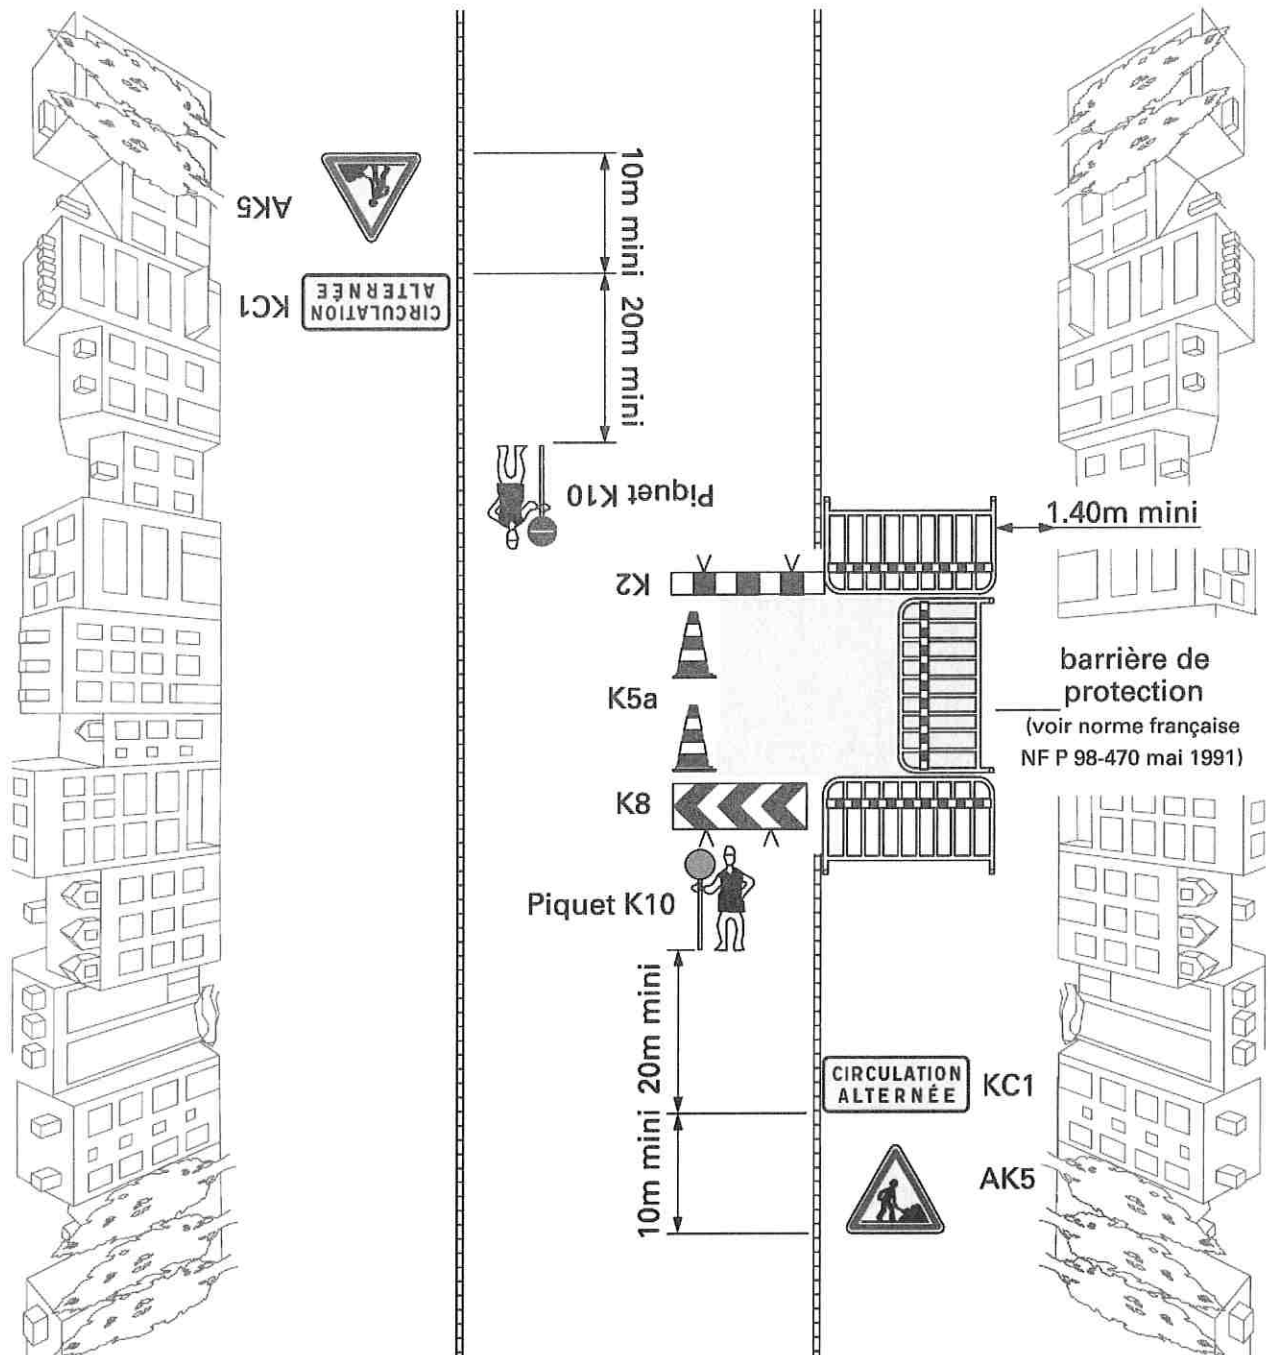 10m mini
AK5
KC1
CIRCULATION
ALTERNÉE
20m mini
Piquet K10
1.40m mini
K2
K5a
barrière de
protection
(voir norme française
NF P 98-470 mai 1991)
K8
Piquet K10
20m mini
CIRCULATION
ALTERNÉE
KC1
10m mini
AK5